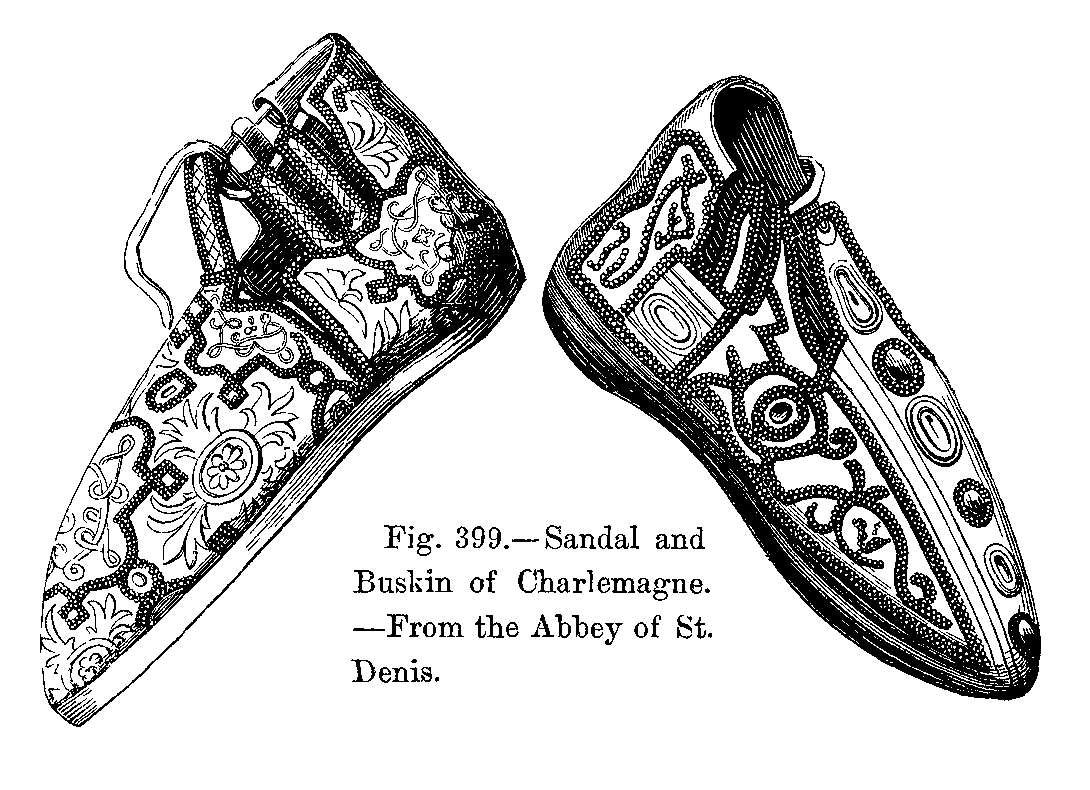 Fig. 399.—Sandal and
Buskin of Charlemagne.
—From the Abbey of St.
Denis.